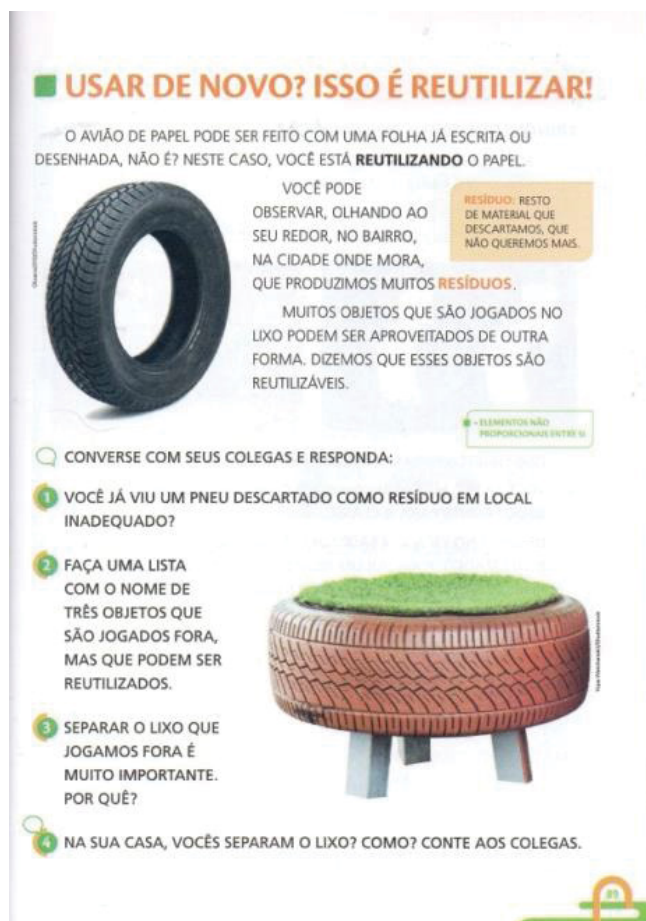 USAR DE NOVO? ISSO É REUTILIZAR!
O AVIÃO DE PAPEL PODE SER FEITO COM UMA FOLHA JÁ ESCRITA OU
DESENHADA, NÃO É? NESTE CASO, VOCÊ ESTÁ REUTILIZANDO O PAPEL.
VOCÊ PODE
OBSERVAR, OLHANDO AO
SEU REDOR, NO BAIRRO,
NA CIDADE ONDE MORA,
QUE PRODUZIMOS MUITOS RESÍDUOS.
RESÍDUO: RESTO
DE MATERIAL QUE
DESCARTAMOS, QUE
NÃO QUEREMOS MAIS.
MUITOS OBJETOS QUE SÃO JOGADOS NO
LIXO PODEM SER APROVEITADOS DE OUTRA
FORMA. DIZEMOS QUE ESSES OBJETOS SÃO
REUTILIZÁVEIS.
• ELEMENTOS NÃO
PROPORCIONAIS ENTRE SI
CONVERSE COM SEUS COLEGAS E RESPONDA:
1 VOCÊ JÁ VIU UM PNEU DESCARTADO COMO RESÍDUO EM LOCAL
INADEQUADO?
2 FAÇA UMA LISTA
COM O NOME DE
TRÊS OBJETOS QUE
SÃO JOGADOS FORA,
MAS QUE PODEM SER
REUTILIZADOS.
3 SEPARAR O LIXO QUE
JOGAMOS FORA É
MUITO IMPORTANTE.
POR QUÊ?
4 NA SUA CASA, VOCÊS SEPARAM O LIXO? COMO? CONTE AOS COLEGAS.